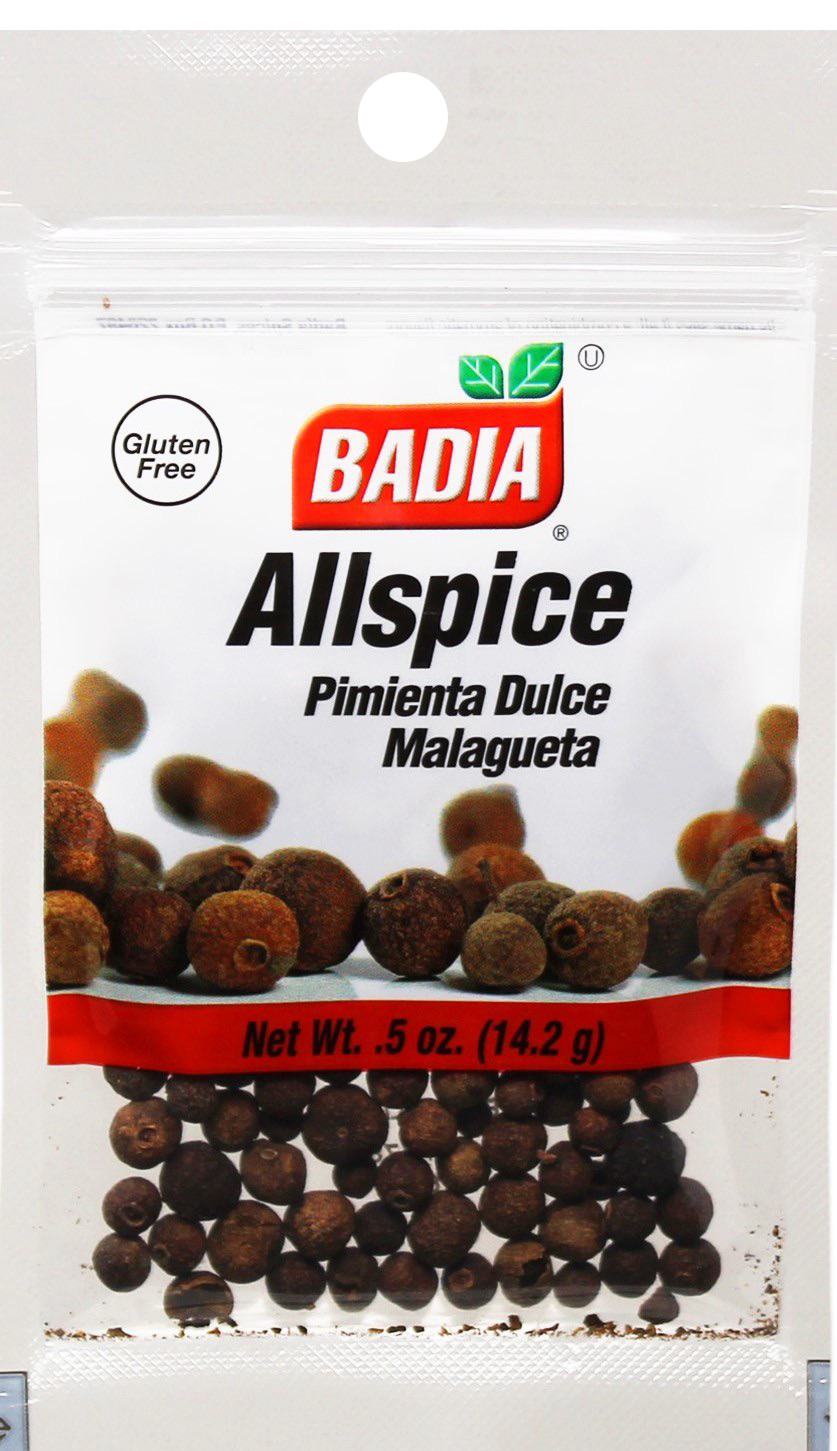 Ⓤ
Gluten
Free
BADIA
®
Allspice
Pimienta Dulce
Malagueta
Net Wt. .5 oz. (14.2 g)